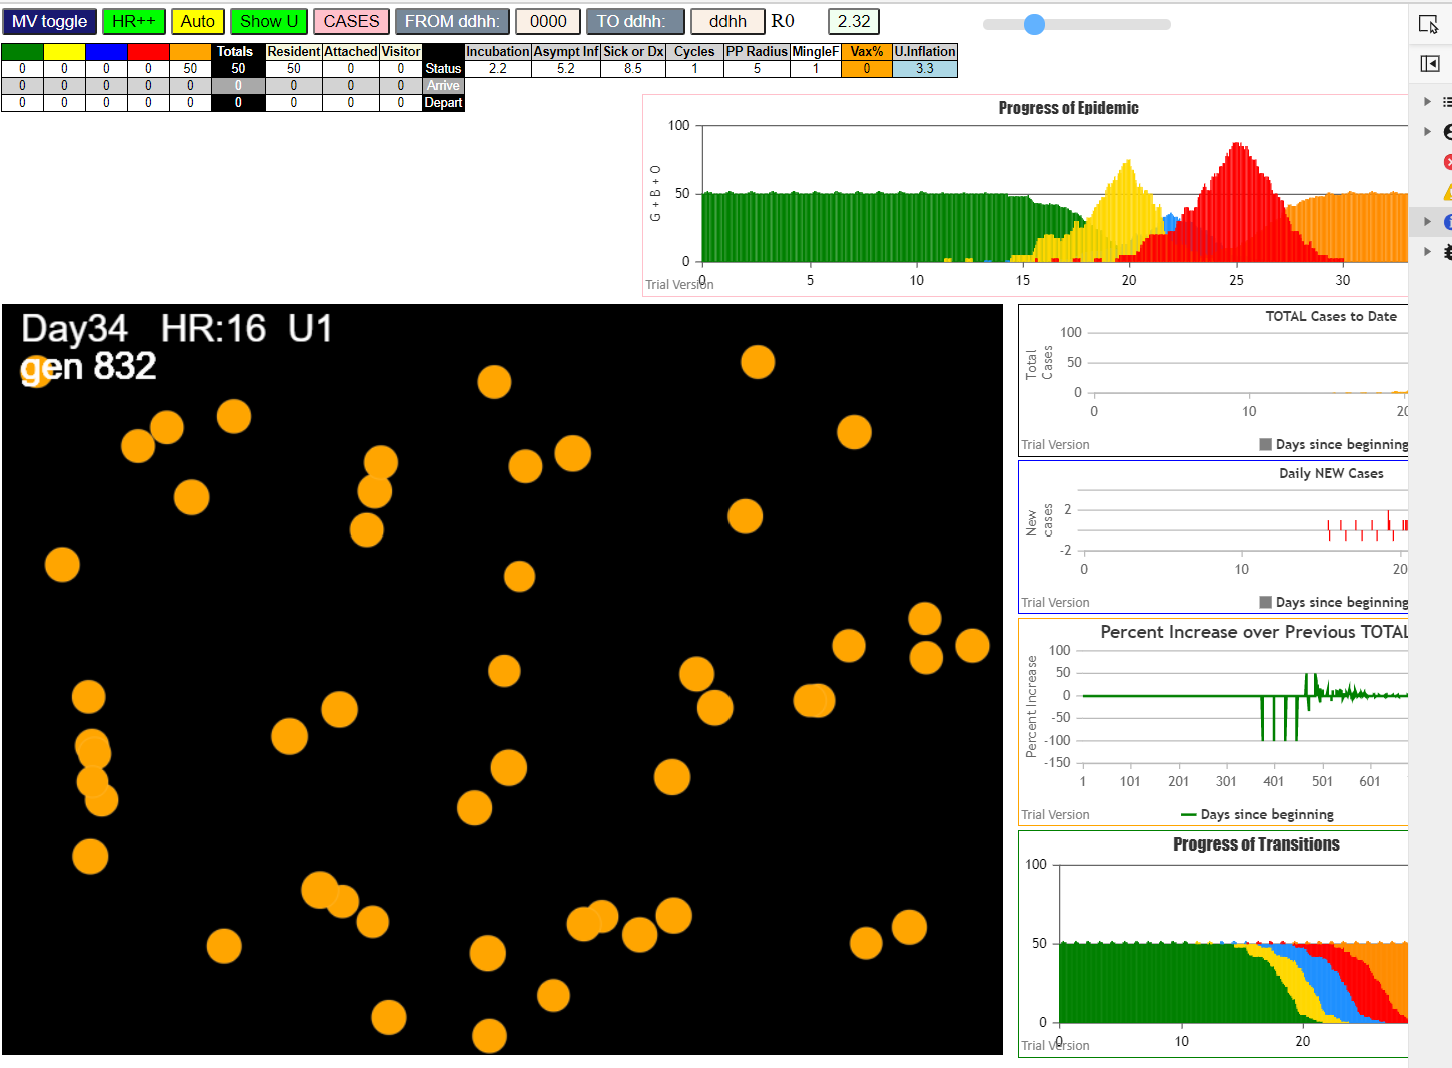 MV toggle HR++ Auto Show U CASES FROM ddhh: 0000 TO ddhh: ddhh R0 2.32
Totals Resident Attached Visitor Incubation Asympt Inf Sick or Dx Cycles PP Radius MingleF Vax% U.Inflation
0 0 0 0 50 50 50 0 0 Status 2.2 5.2 8.5 1 5 1 0 3.3
0 0 0 0 0 0 0 0 0 Arrive
0 0 0 0 0 0 0 0 0 Depart
Progress of Epidemic
G + B + O
100
50
0
0 5 10 15 20 25 30
Trial Version
Day34 HR:16 U1
gen 832
TOTAL Cases to Date
Total
Cases
100
50
0
0 10 20
Trial Version
Days since beginning
Daily NEW Cases
New
cases
2
-2
0 10 20
Trial Version
Days since beginning
Percent Increase over Previous TOTAL
Percent Increase
100
50
0
-50
-100
-150
1 101 201 301 401 501 601
Trial Version
Days since beginning
Progress of Transitions
100
50
0
0 10 20
Trial Version